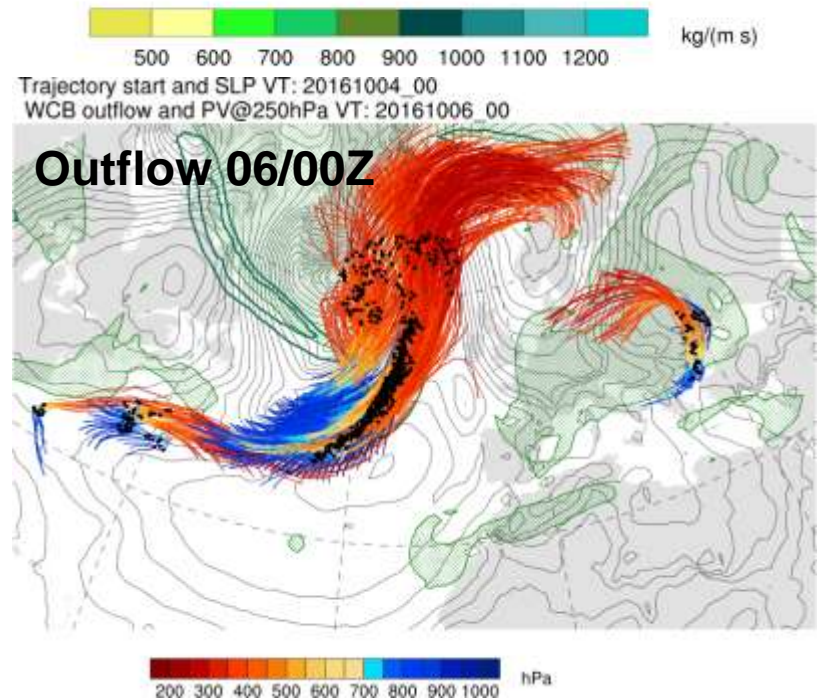 500 600 700 800 900 1000 1100 1200 kg/(m s)
Trajectory start and SLP VT: 20161004_00
WCB outflow and PV@250hPa VT: 20161006_00
Outflow 06/00Z
200 300 400 500 600 700 800 900 1000 hPa